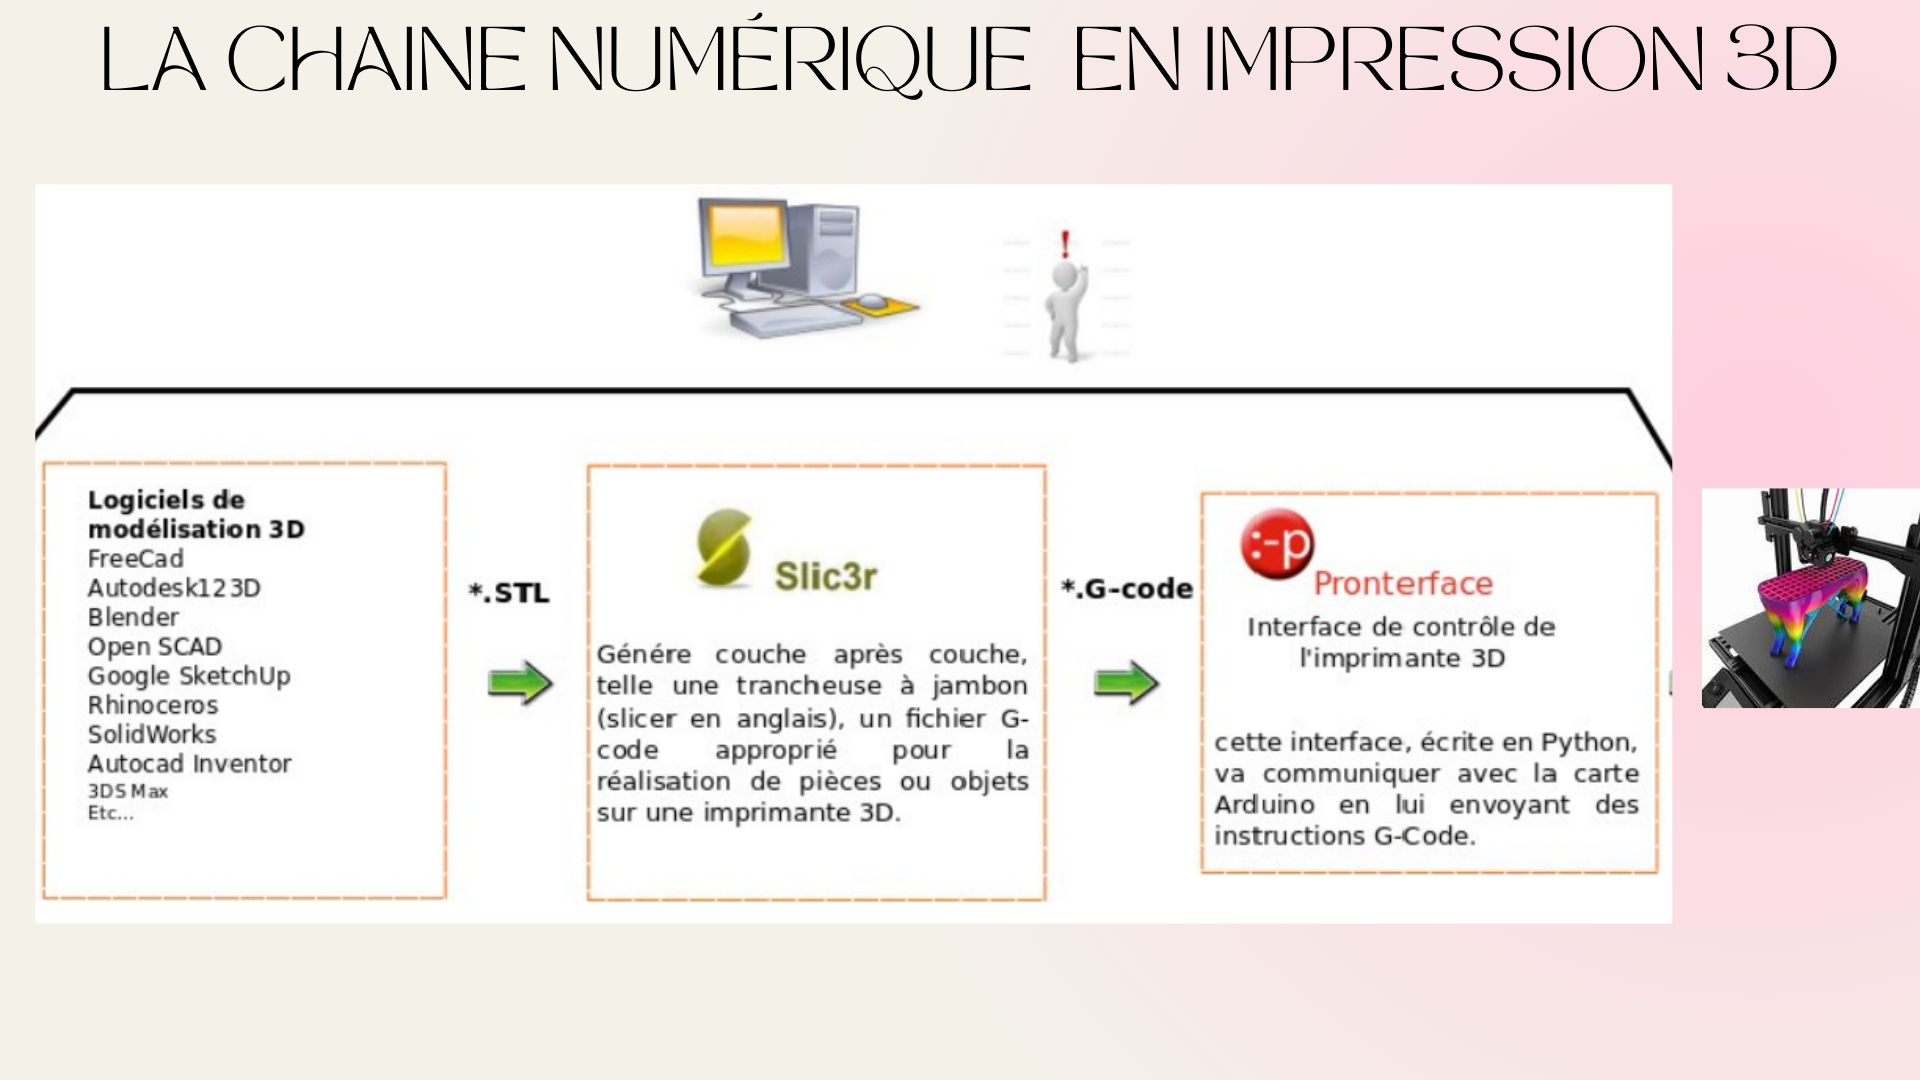 LA CHAINE NUMÉRIQUE EN IMPRESSION 3D
!
Logiciels de
modélisation 3D
FreeCad
Autodesk123D
Blender
Open SCAD
Google SketchUp
Rhinoceros
SolidWorks
Autocad Inventor
3DS Max
Etc...
*.STL
Slic3r
Génére couche après couche,
telle une trancheuse à jambon
(slicer en anglais), un fichier G-
code approprié pour la
réalisation de pièces ou objets
sur une imprimante 3D.
*.G-code
:-p
Pronterface
Interface de contrôle de
l'imprimante 3D
cette interface, écrite en Python,
va communiquer avec la carte
Arduino en lui envoyant des
instructions G-Code.